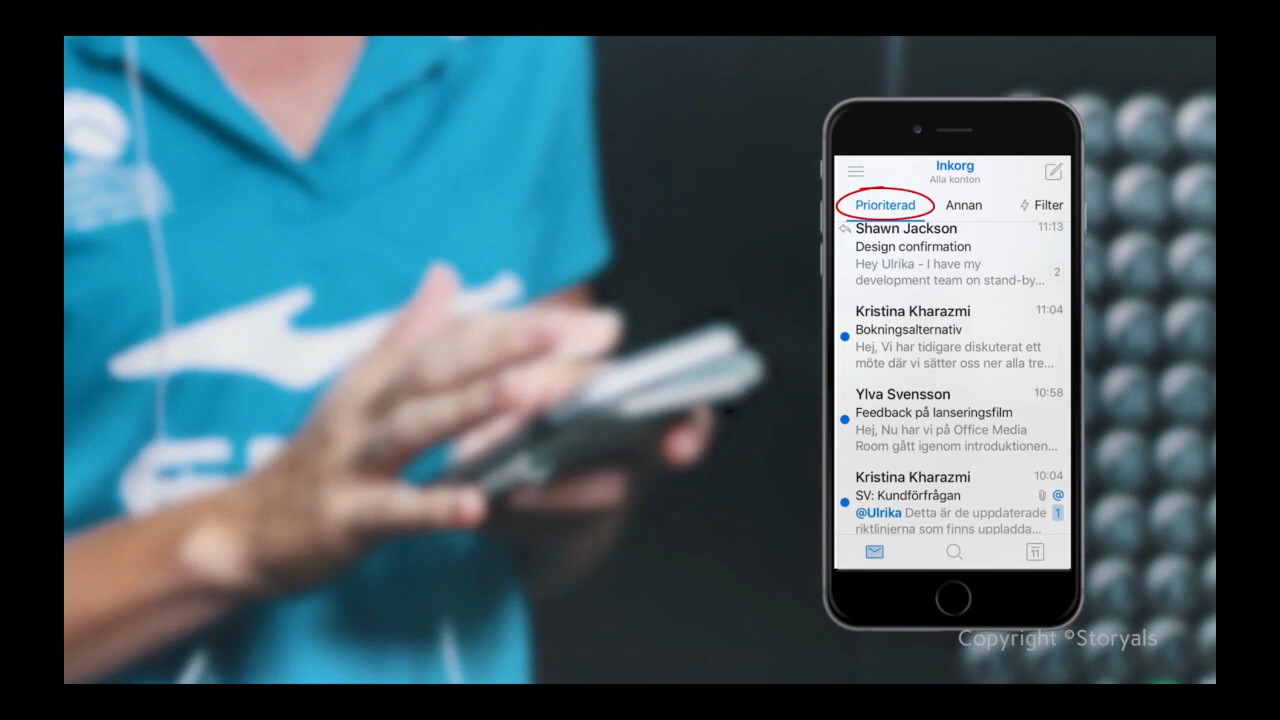 Inkorg
Alla konton
Prioriterad Annan Filter
Shawn Jackson 11:13
Design confirmation
Hey Ulrika - I have my
development team on stand-by... 2
Kristina Kharazmi 11:04
Bokningsalternativ
Hej, Vi har tidigare diskuterat ett
möte där vi sätter oss ner alla tre...
Ylva Svensson 10:58
Feedback på lanseringsfilm
Hej, Nu har vi på Office Media
Room gått igenom introduktionen...
Kristina Kharazmi 10:04
SV: Kundförfrågan @
@Ulrika Detta är de uppdaterade 1
riktlinjerna som finns uppladda...
11
Copyright ©Storyals